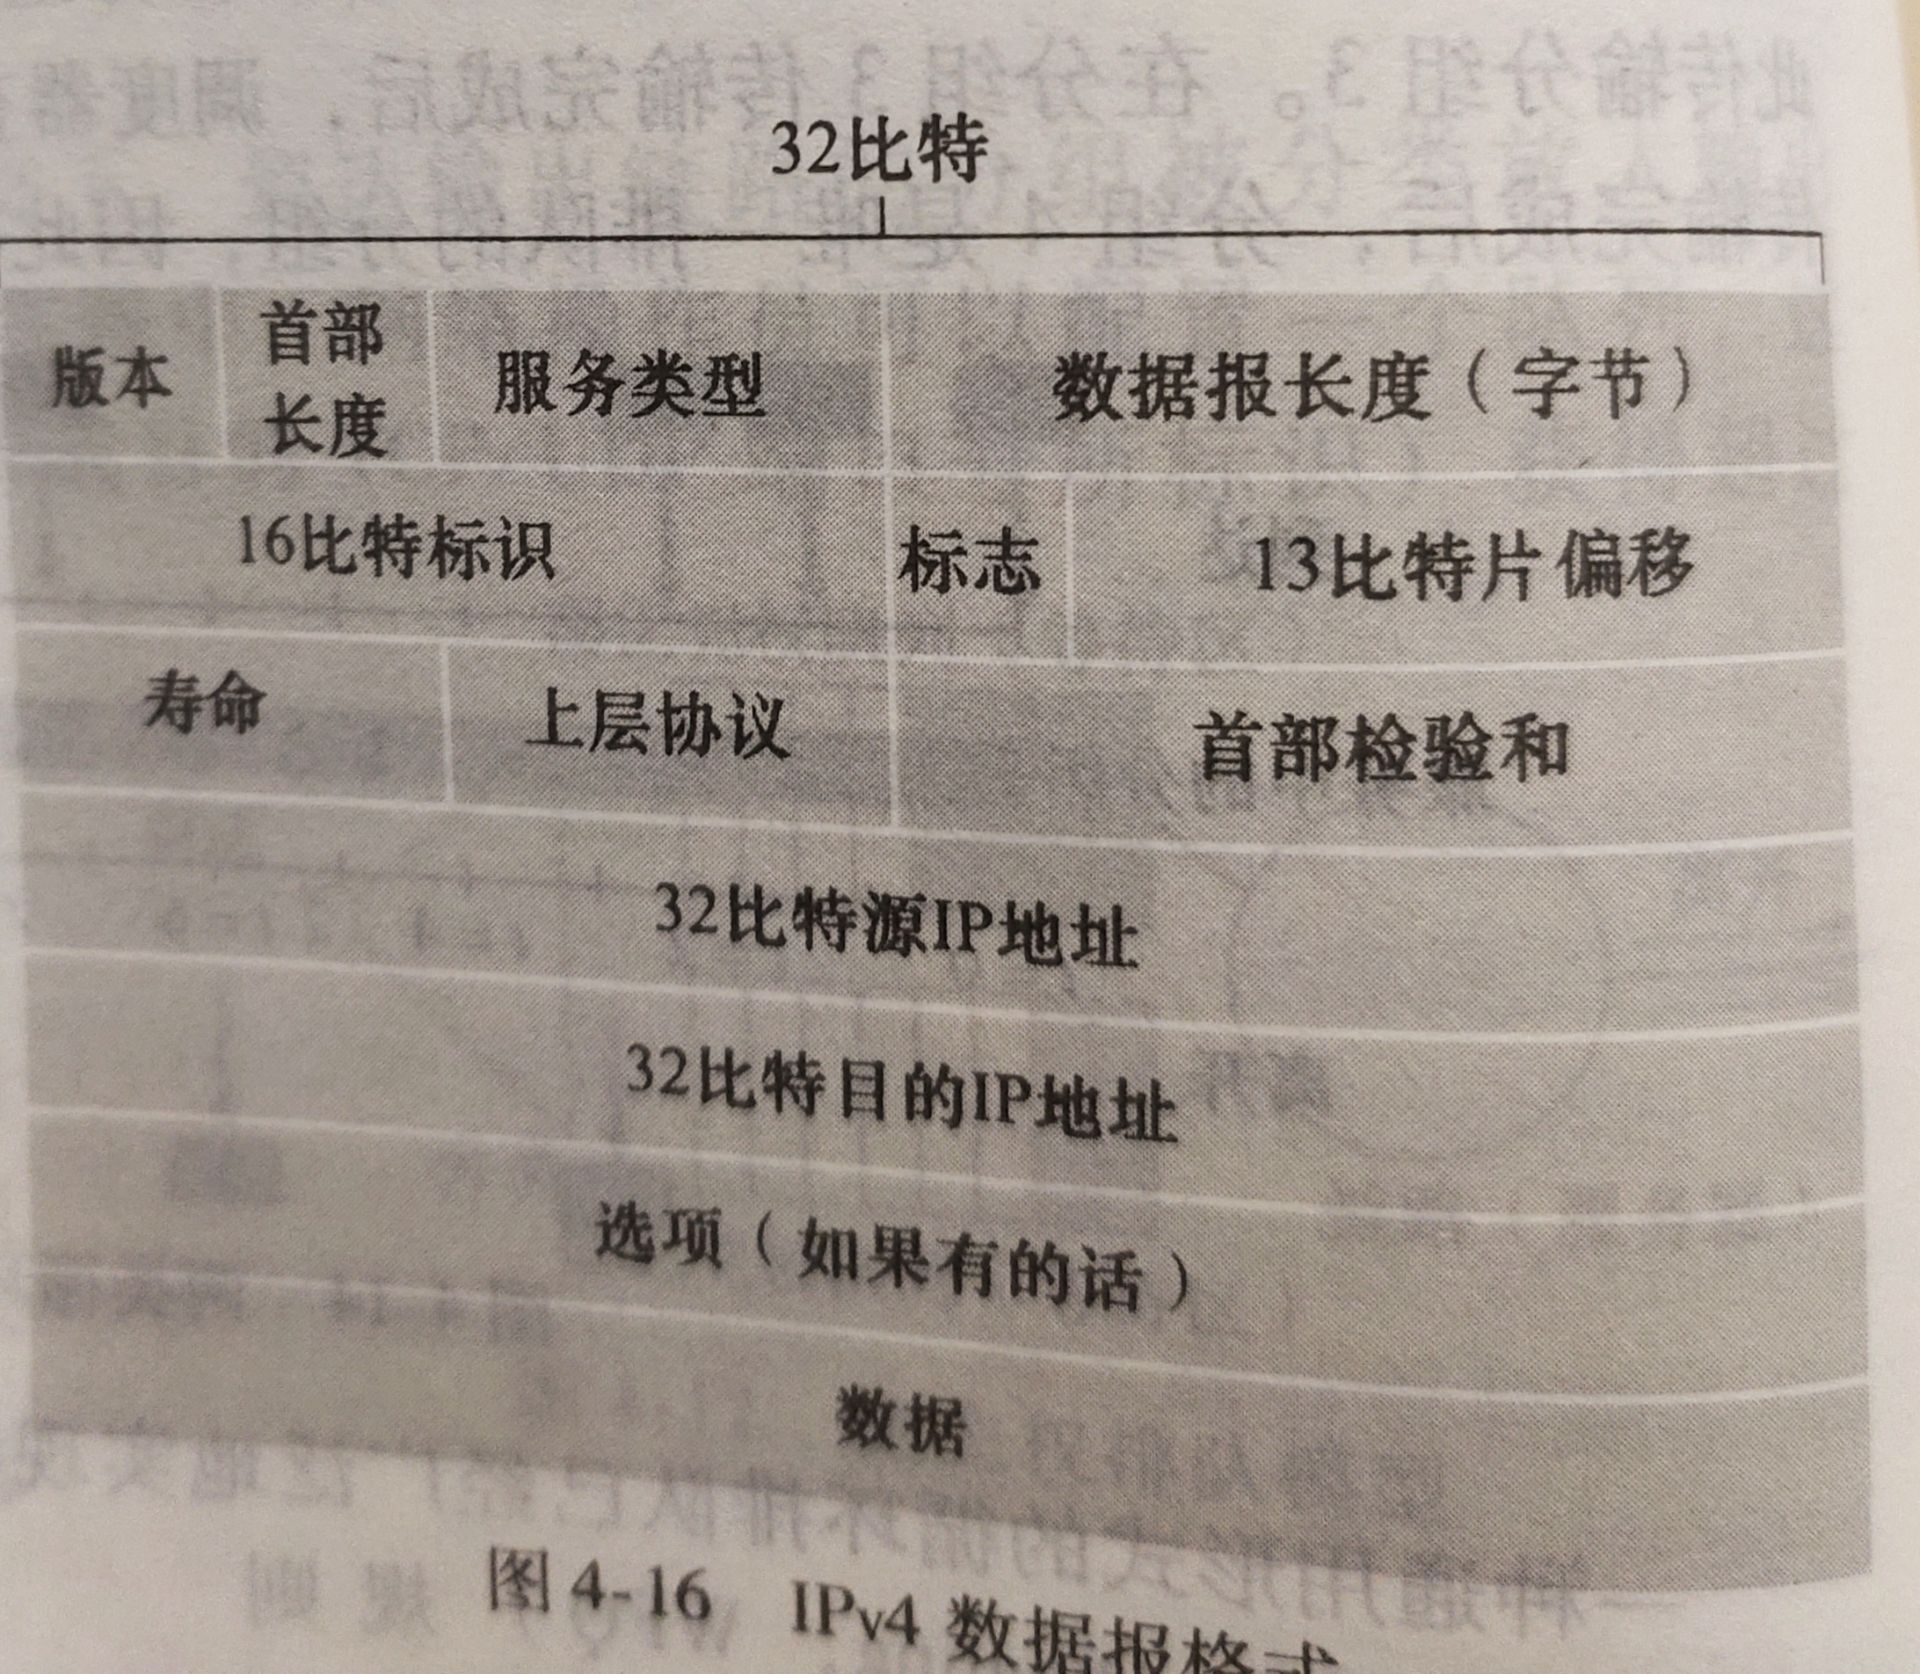 32比特
版本 首部长度 服务类型 数据报长度（字节）
16比特标识 标志 13比特片偏移
寿命 上层协议 首部检验和
32比特源IP地址
32比特目的IP地址
选项（如果有的话）
数据
图 4-16 IPv4 数据报格式